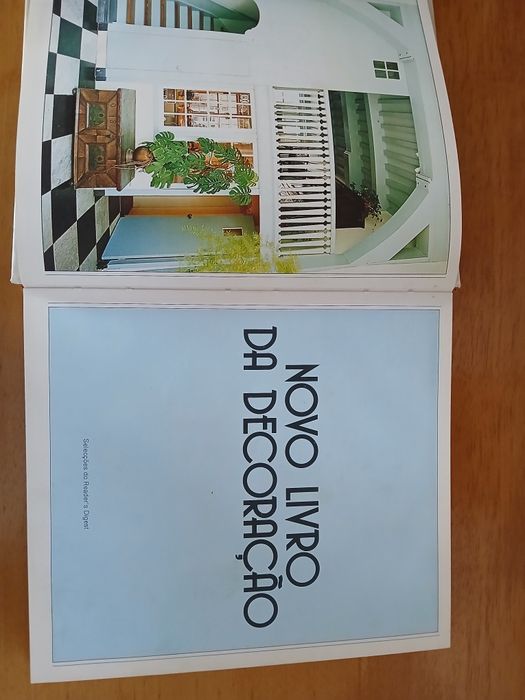 NOVO LIVRO
DA DECORAÇÃO
Selecções do Reader's Digest